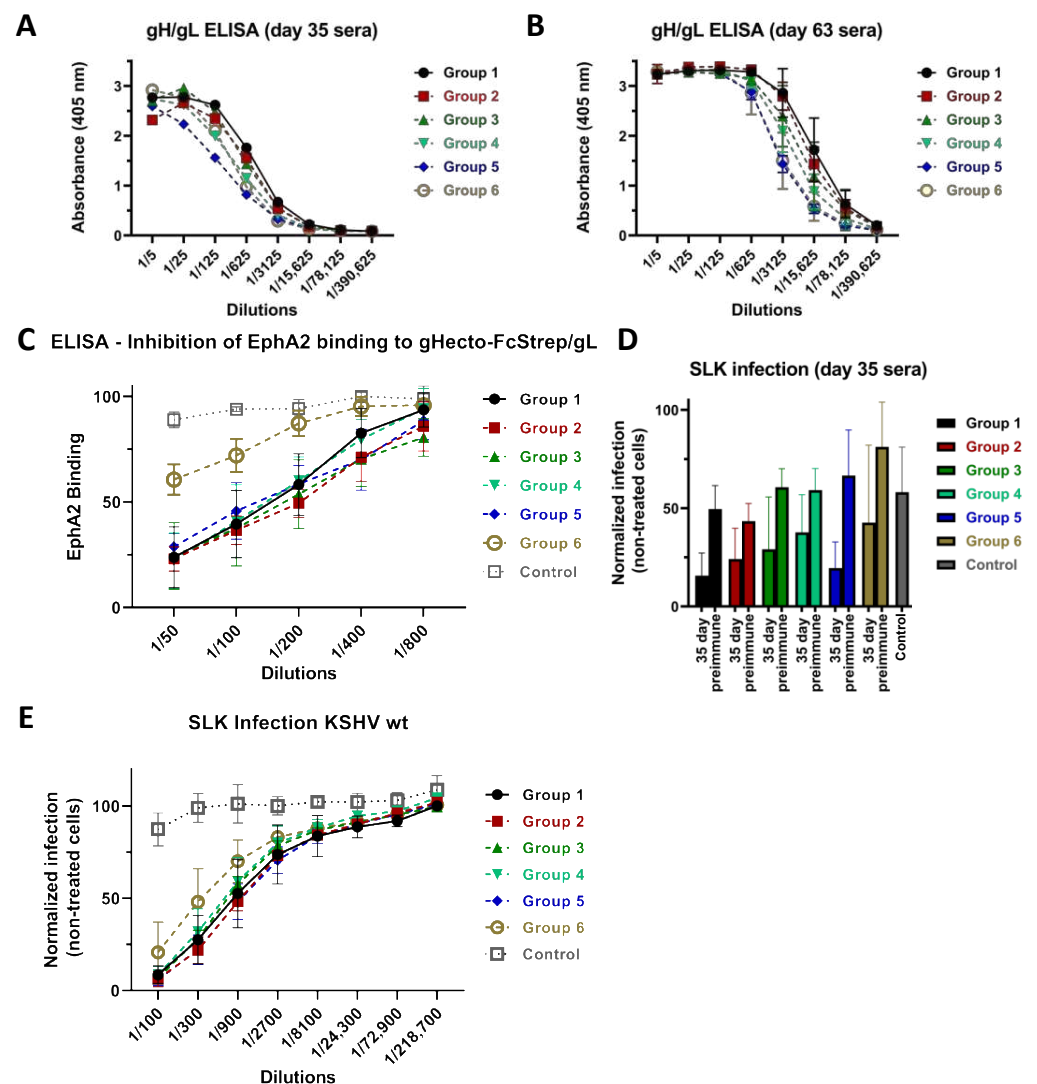 A
gH/gL ELISA (day 35 sera)
Absorbance (405 nm)
3
2
1
0
1/5
1/25
1/125
1/625
1/3125
1/15,625
1/78,125
1/390,625
Dilutions
Group 1
Group 2
Group 3
Group 4
Group 5
Group 6
B
gH/gL ELISA (day 63 sera)
Absorbance (405 nm)
3
2
1
0
1/5
1/25
1/125
1/625
1/3125
1/15,625
1/78,125
1/390,625
Dilutions
Group 1
Group 2
Group 3
Group 4
Group 5
Group 6
C
ELISA - Inhibition of EphA2 binding to gHecto-FcStrep/gL
EphA2 Binding
100
50
0
1/50
1/100
1/200
1/400
1/800
Dilutions
Group 1
Group 2
Group 3
Group 4
Group 5
Group 6
Control
D
SLK infection (day 35 sera)
Normalized infection
(non-treated cells)
100
50
0
35 day
preimmune
35 day
preimmune
35 day
preimmune
35 day
preimmune
35 day
preimmune
35 day
preimmune
Control
Group 1
Group 2
Group 3
Group 4
Group 5
Group 6
Control
E
SLK Infection KSHV wt
Normalized infection
(non-treated cells)
100
50
0
1/100
1/300
1/900
1/2700
1/8100
1/24,300
1/72,900
1/218,700
Dilutions
Group 1
Group 2
Group 3
Group 4
Group 5
Group 6
Control